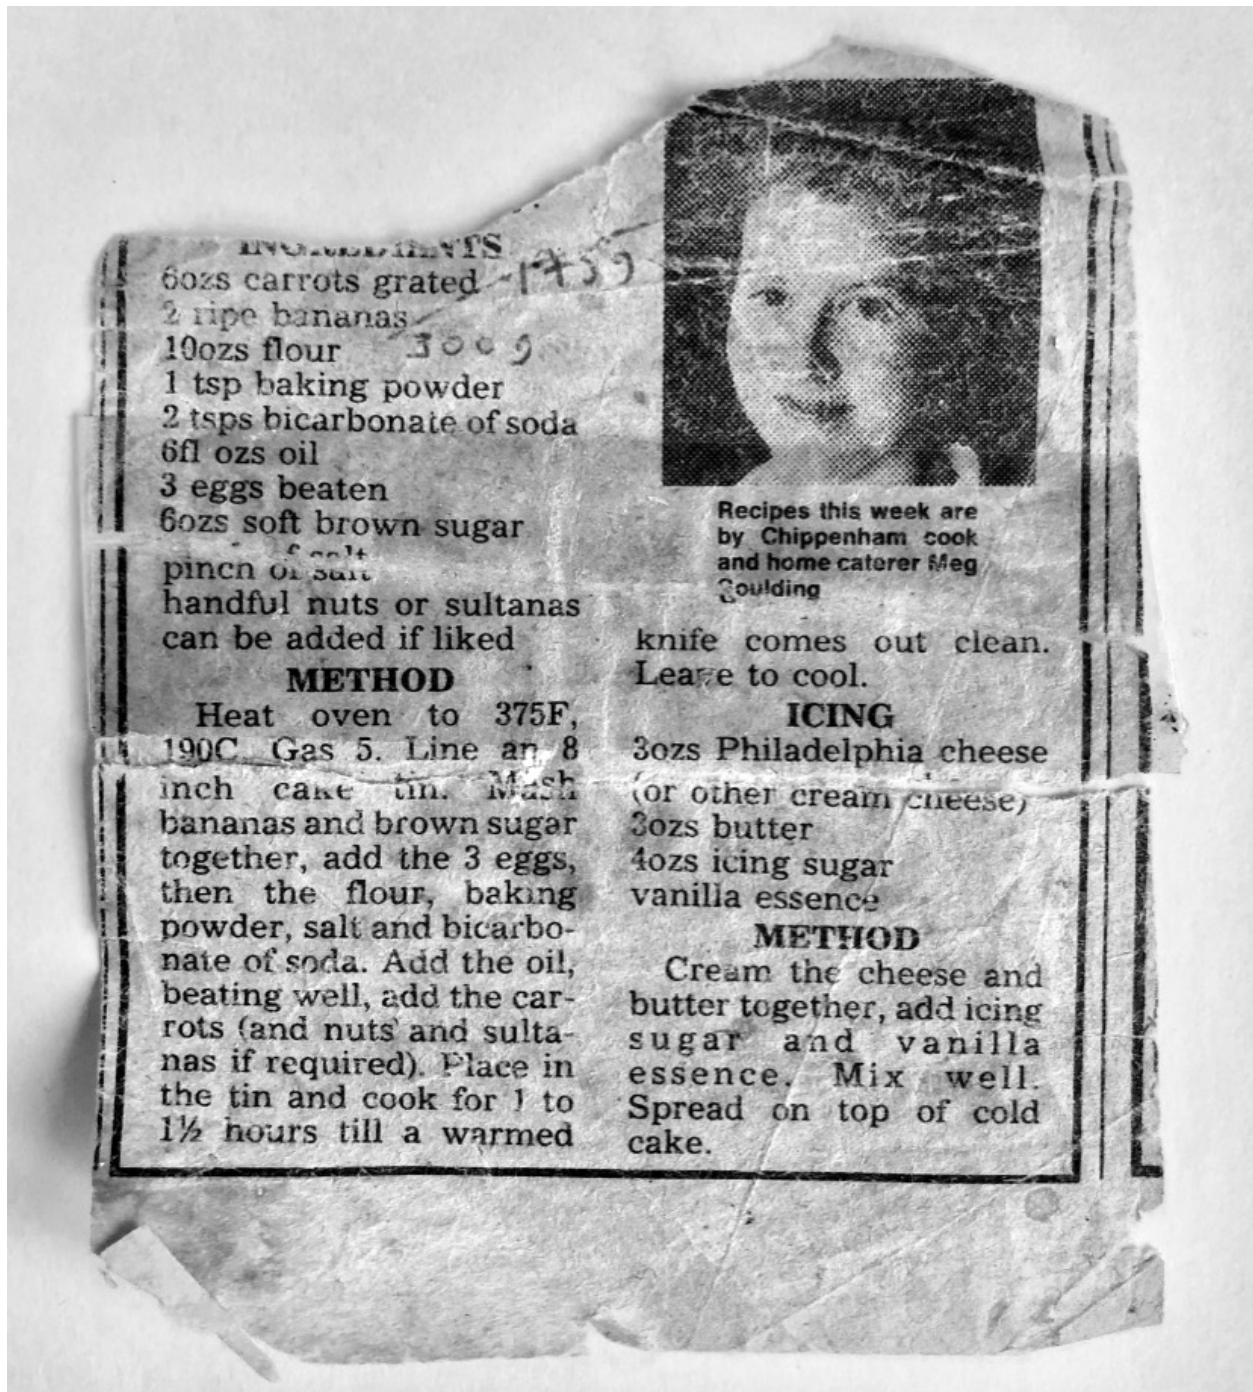 INGREDIENTS
6ozs carrots grated - 175g
2 ripe bananas
10ozs flour 300g
1 tsp baking powder
2 tsps bicarbonate of soda
6fl ozs oil
3 eggs beaten
6ozs soft brown sugar
pinch of salt
handful nuts or sultanas
can be added if liked
METHOD
Heat oven to 375F,
190C. Gas 5. Line an 8
inch cake tin. Mash
bananas and brown sugar
together, add the 3 eggs,
then the flour, baking
powder, salt and bicarbo-
nate of soda. Add the oil,
beating well, add the car-
rots (and nuts and sulta-
nas if required). Place in
the tin and cook for 1 to
1½ hours till a warmed
Recipes this week are
by Chippenham cook
and home caterer Meg
Goulding
knife comes out clean.
Leave to cool.
ICING
3ozs Philadelphia cheese
(or other cream cheese)
3ozs butter
4ozs icing sugar
vanilla essence
METHOD
Cream the cheese and
butter together, add icing
sugar and vanilla
essence. Mix well.
Spread on top of cold
cake.